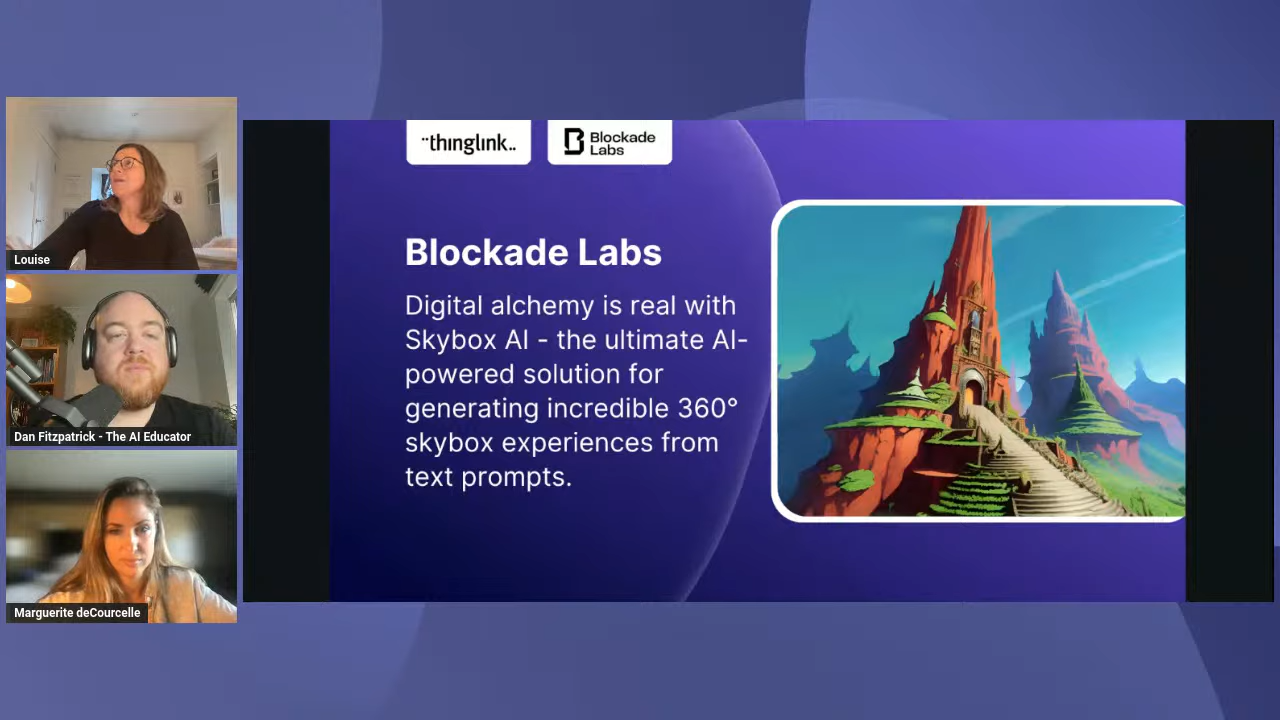 Louise
Dan Fitzpatrick - The AI Educator
Marguerite deCourcelle
··thınglınk..
Blockade
Labs
Blockade Labs
Digital alchemy is real with
Skybox AI - the ultimate AI-
powered solution for
generating incredible 360°
skybox experiences from
text prompts.